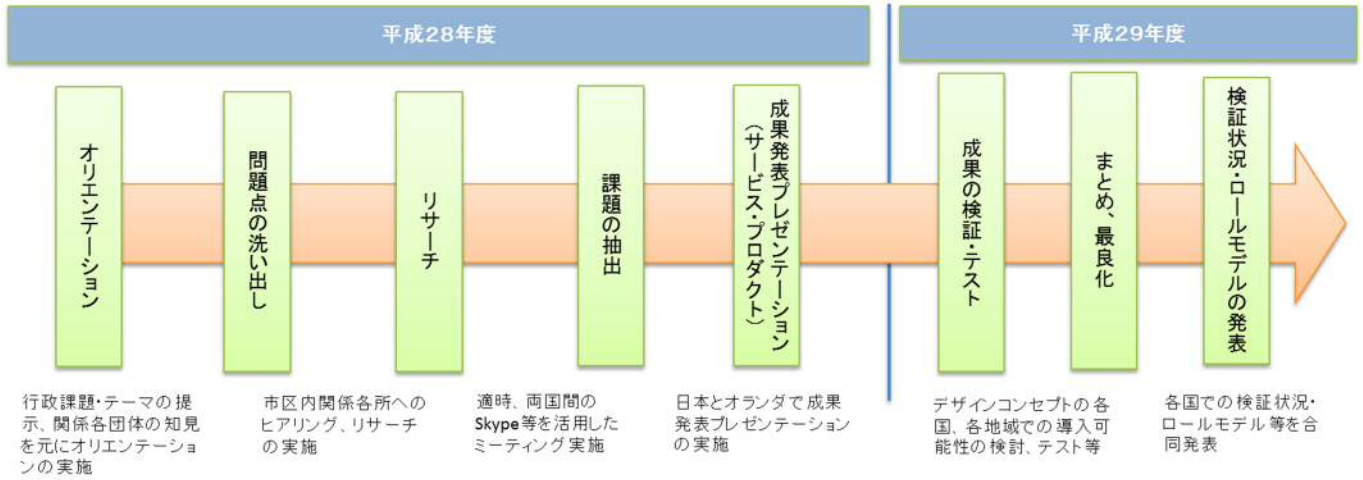 平成28年度
平成29年度
オリエンテーション
問題点の洗い出し
リサーチ
課題の抽出
成果発表プレゼンテーション
(サービス・プロダクト)
成果の検証・テスト
まとめ、最良化
検証状況・ロールモデルの発表
行政課題・テーマの提
示、関係各団体の知見
を元にオリエンテーショ
ンの実施
市区内関係各所への
ヒアリング、リサーチ
の実施
適時、両国間の
Skype等を活用した
ミーティング実施
日本とオランダで成果
発表プレゼンテーション
の実施
デザインコンセプトの各
国、各地域での導入可
能性の検討、テスト等
各国での検証状況・
ロールモデル等を合
同発表